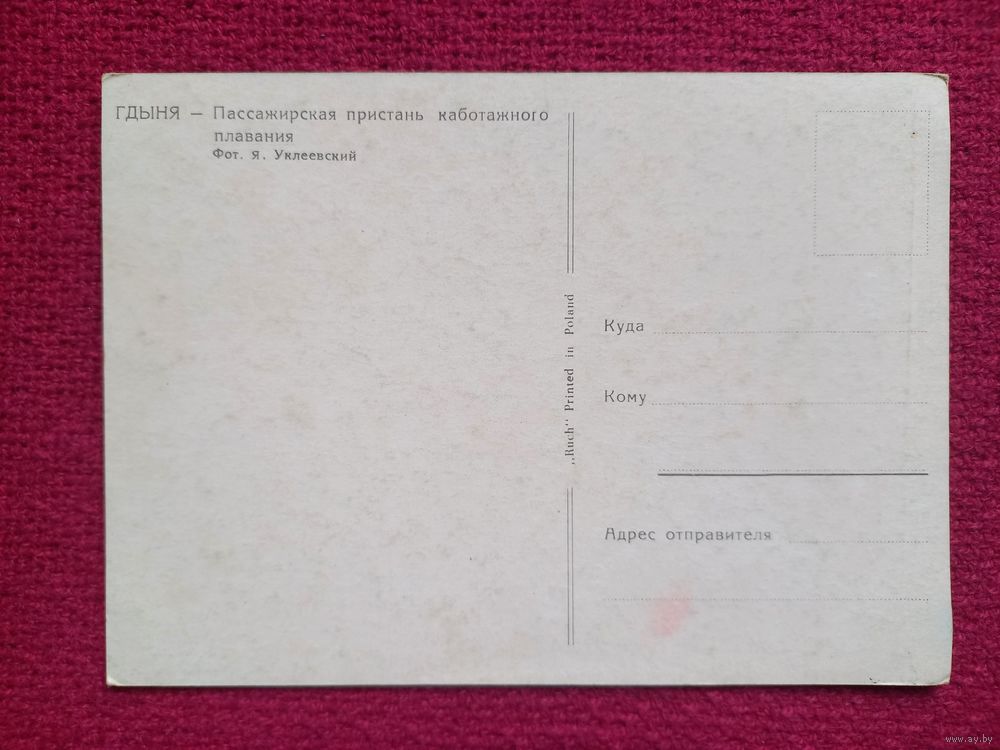 ГДЫНЯ — Пассажирская пристань каботажного
плавания
Фот. Я. Уклеевский
„Ruch" Printed in Poland
Куда
Кому
Адрес отправителя
www.ay.by